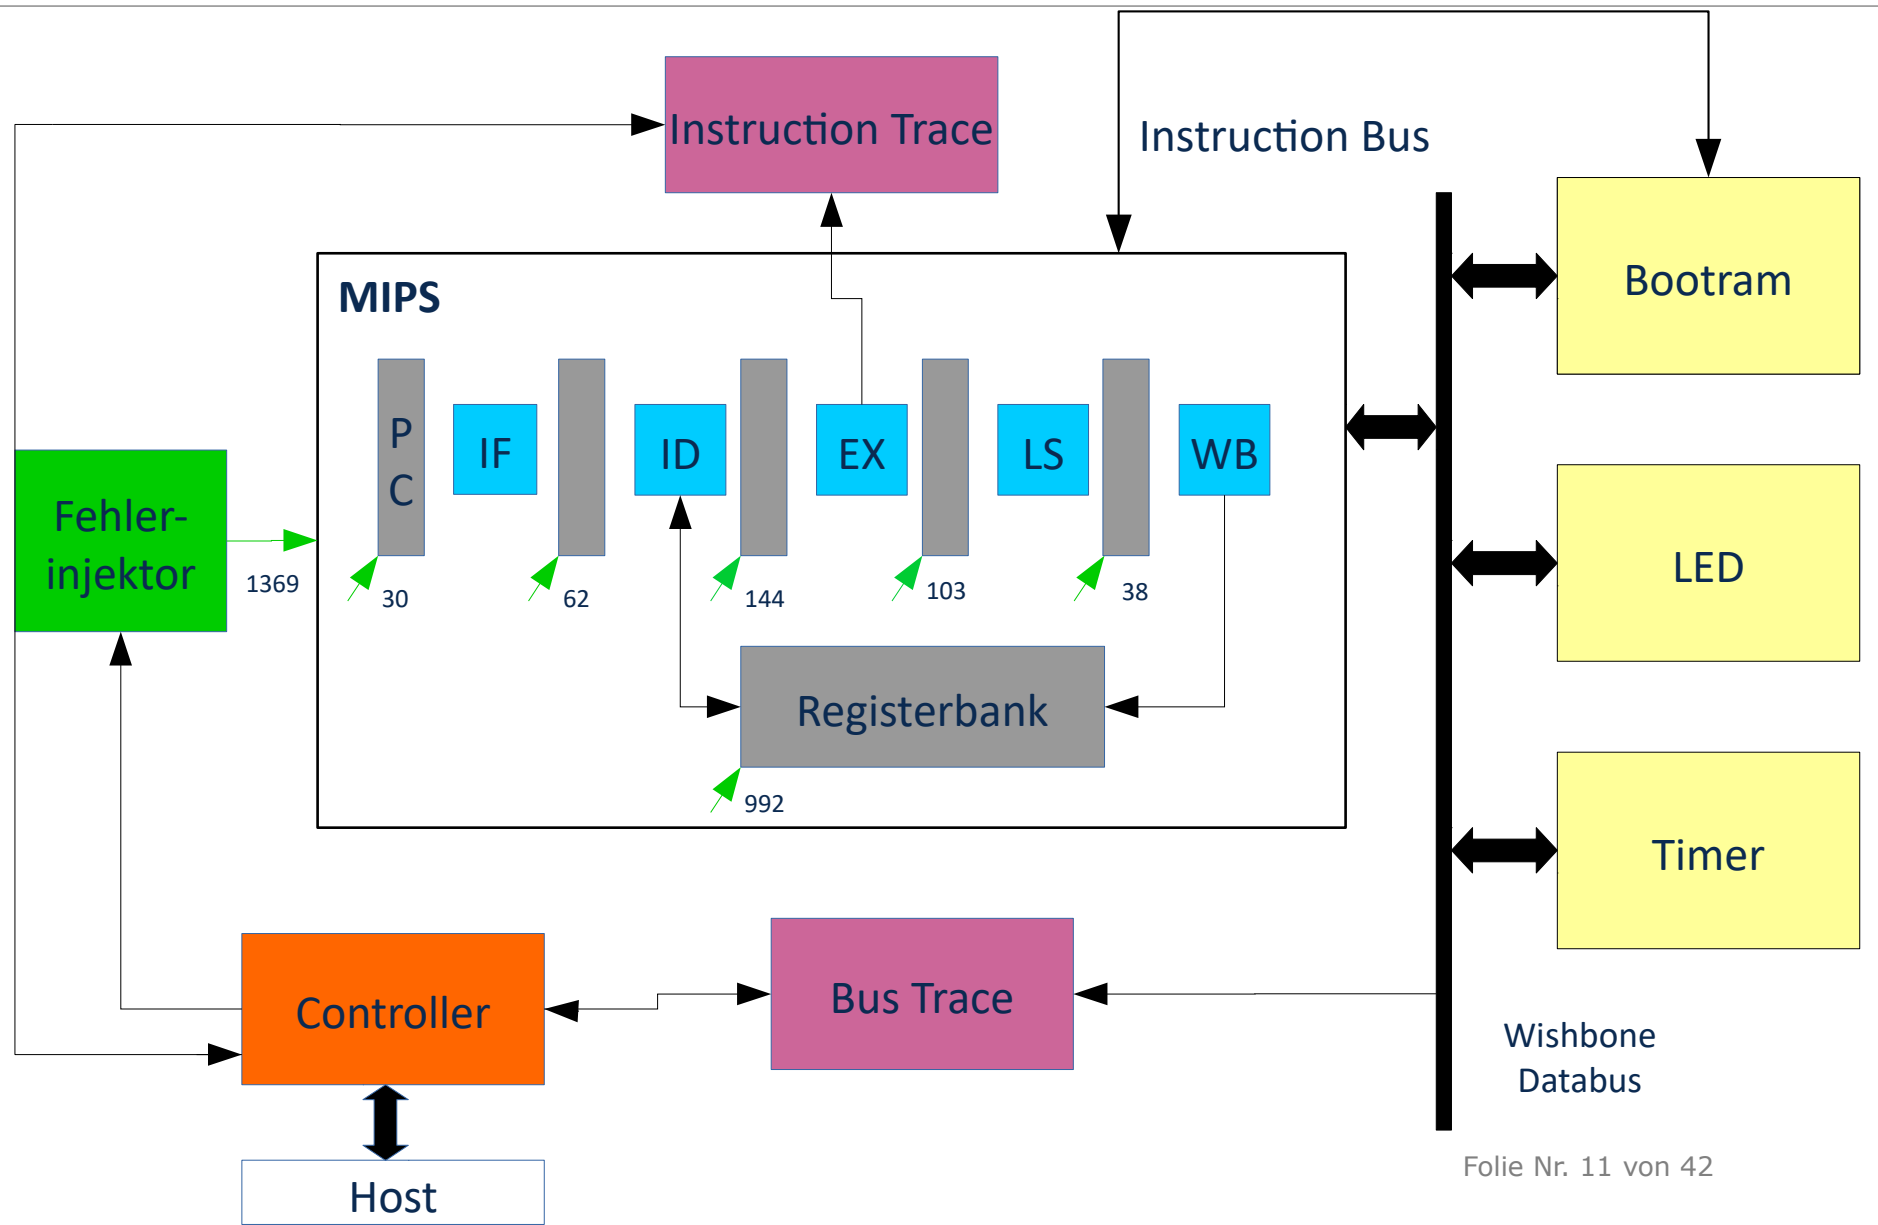 Instruction Trace
Instruction Bus
Bootram
MIPS
P
C
IF
ID
EX
LS
WB
Fehler-
injektor
1369
30
62
144
103
38
LED
Registerbank
992
Timer
Controller
Bus Trace
Wishbone
Databus
Host
Folie Nr. 11 von 42